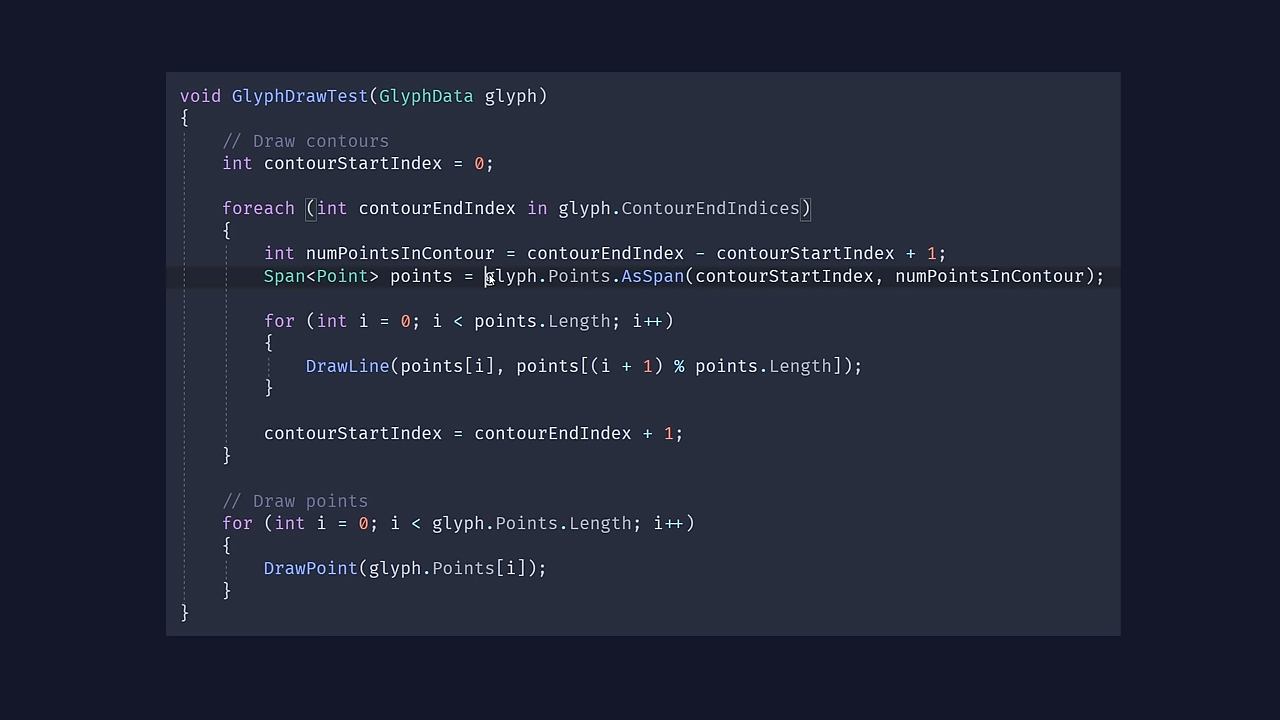 void GlyphDrawTest(GlyphData glyph)
{
    // Draw contours
    int contourStartIndex = 0;

    foreach (int contourEndIndex in glyph.ContourEndIndices)
    {
        int numPointsInContour = contourEndIndex - contourStartIndex + 1;
        Span<Point> points = glyph.Points.AsSpan(contourStartIndex, numPointsInContour);

        for (int i = 0; i < points.Length; i++)
        {
            DrawLine(points[i], points[(i + 1) % points.Length]);
        }

        contourStartIndex = contourEndIndex + 1;
    }

    // Draw points
    for (int i = 0; i < glyph.Points.Length; i++)
    {
        DrawPoint(glyph.Points[i]);
    }
}